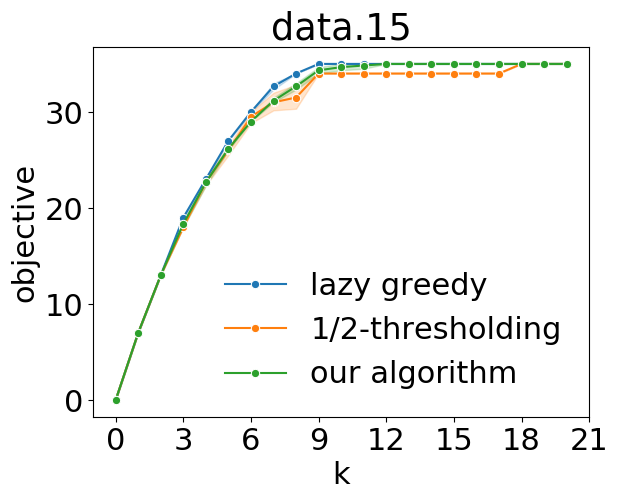 data.15
objective
30
20
10
0
lazy greedy
1/2-thresholding
our algorithm
0 3 6 9 12 15 18 21
k